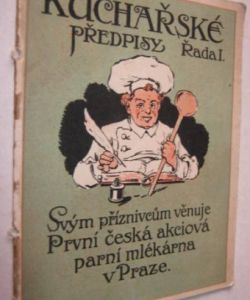 KUCHAŘSKÉ
PŘEDPISY Řada I.
Svým příznivcům věnuje
První česká akciová
parní mlékárna
v Praze.